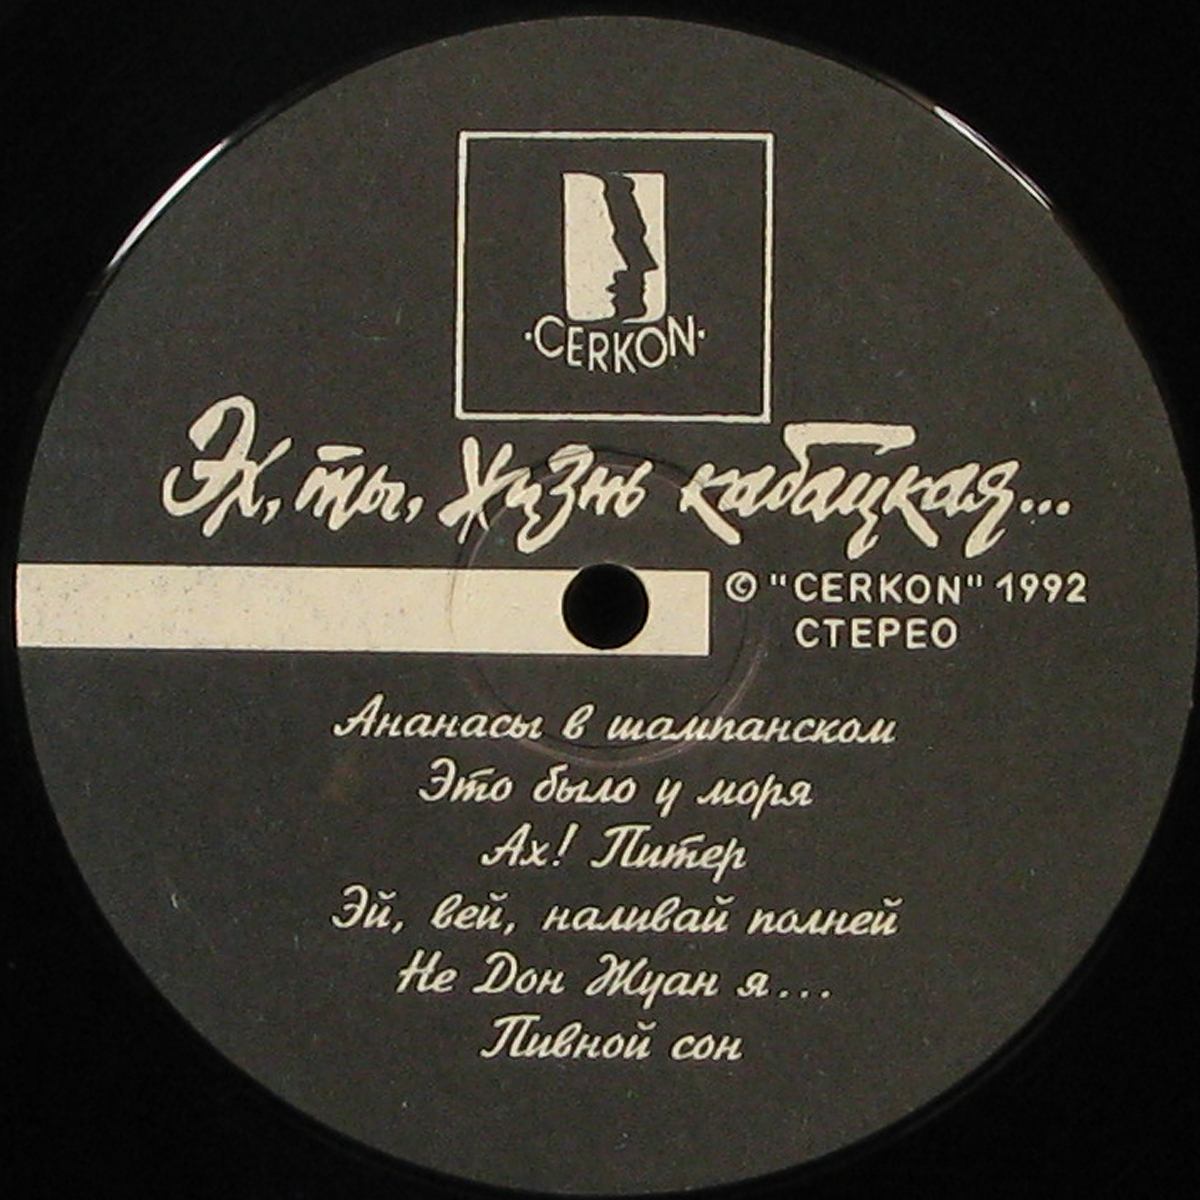 ·CERKON·
Эх, ты, жизнь кабацкая...
© "CERKON" 1992
СТЕРЕО
Ананасы в шампанском
Это было у моря
Ах! Питер
Эй, вей, наливай полней
Не Дон Жуан я...
Пивной сон